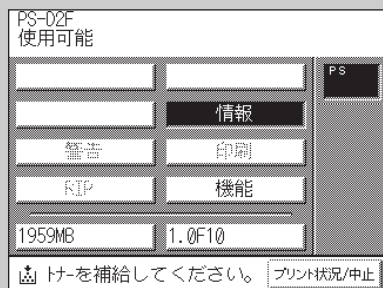 PS-02F
使用可能
PS
情報
警告 印刷
RIP 機能
1959MB 1.0F10
トナーを補給してください。 プリント状況/中止